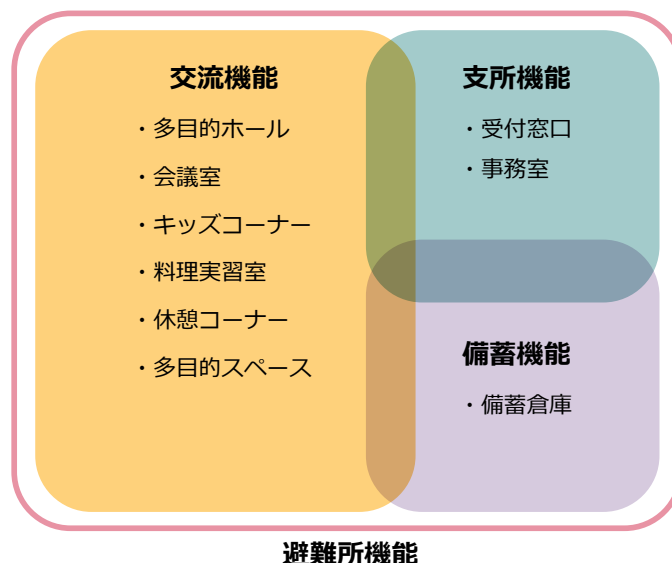 交流機能
・多目的ホール
・会議室
・キッズコーナー
・料理実習室
・休憩コーナー
・多目的スペース
支所機能
・受付窓口
・事務室
備蓄機能
・備蓄倉庫
避難所機能